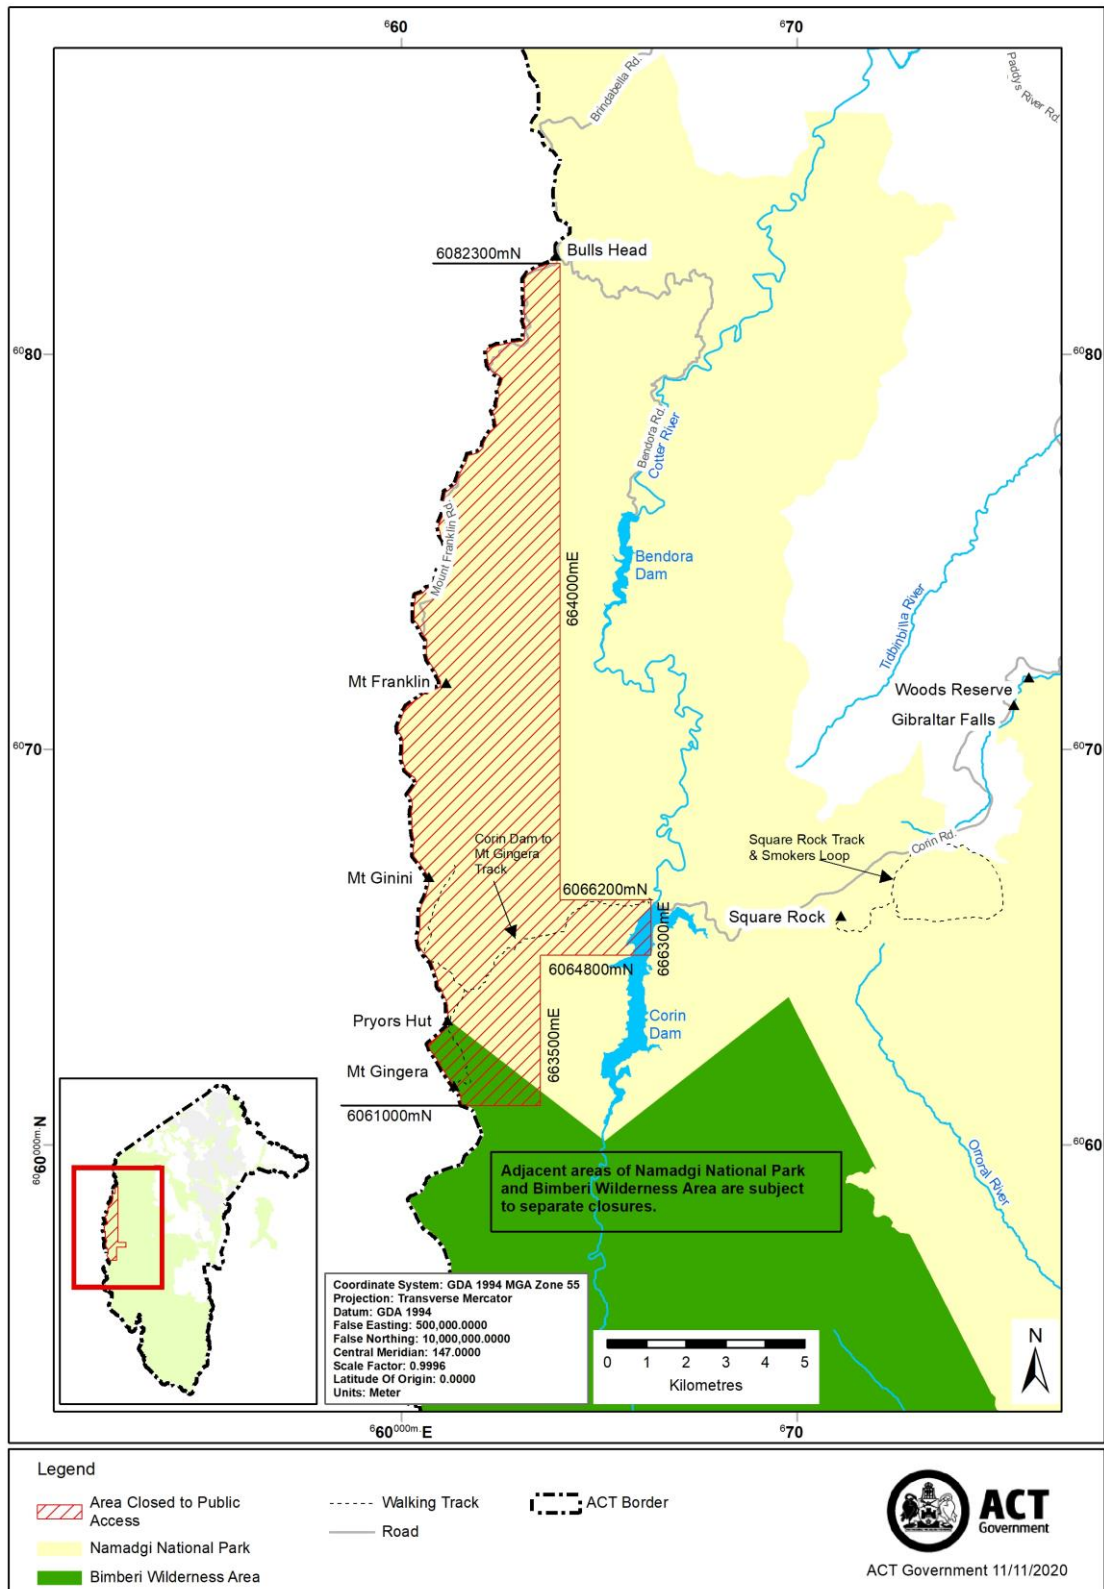 ⁶60
⁶70
Brindabella Rd.
Paddys River Rd.
6082300mN
Bulls Head
⁶⁰80
⁶⁰80
Bendora Rd.
Cotter River
Mount Franklin Rd.
Bendora
Dam
664000mE
Tidbinbilla River
Mt Franklin
Woods Reserve
Gibraltar Falls
⁶⁰70
⁶⁰70
Corin Dam to
Mt Gingera
Track
Square Rock Track
& Smokers Loop
Corin Rd.
Mt Ginini
6066200mN
Square Rock
666300mE
6064800mN
Pryors Hut
Corin
Dam
663500mE
Mt Gingera
6061000mN
⁶⁰60⁰⁰⁰ᵐ·N
⁶⁰60
Orroral River
Adjacent areas of Namadgi National Park
and Bimberi Wilderness Area are subject
to separate closures.
Coordinate System: GDA 1994 MGA Zone 55
Projection: Transverse Mercator
Datum: GDA 1994
False Easting: 500,000.0000
False Northing: 10,000,000.0000
Central Meridian: 147.0000
Scale Factor: 0.9996
Latitude Of Origin: 0.0000
Units: Meter
0 1 2 3 4 5
Kilometres
N
⁶60⁰⁰⁰ᵐ·E
⁶70
Legend
Area Closed to Public
Access
Namadgi National Park
Bimberi Wilderness Area
Walking Track
Road
ACT Border
ACT
Government
ACT Government 11/11/2020